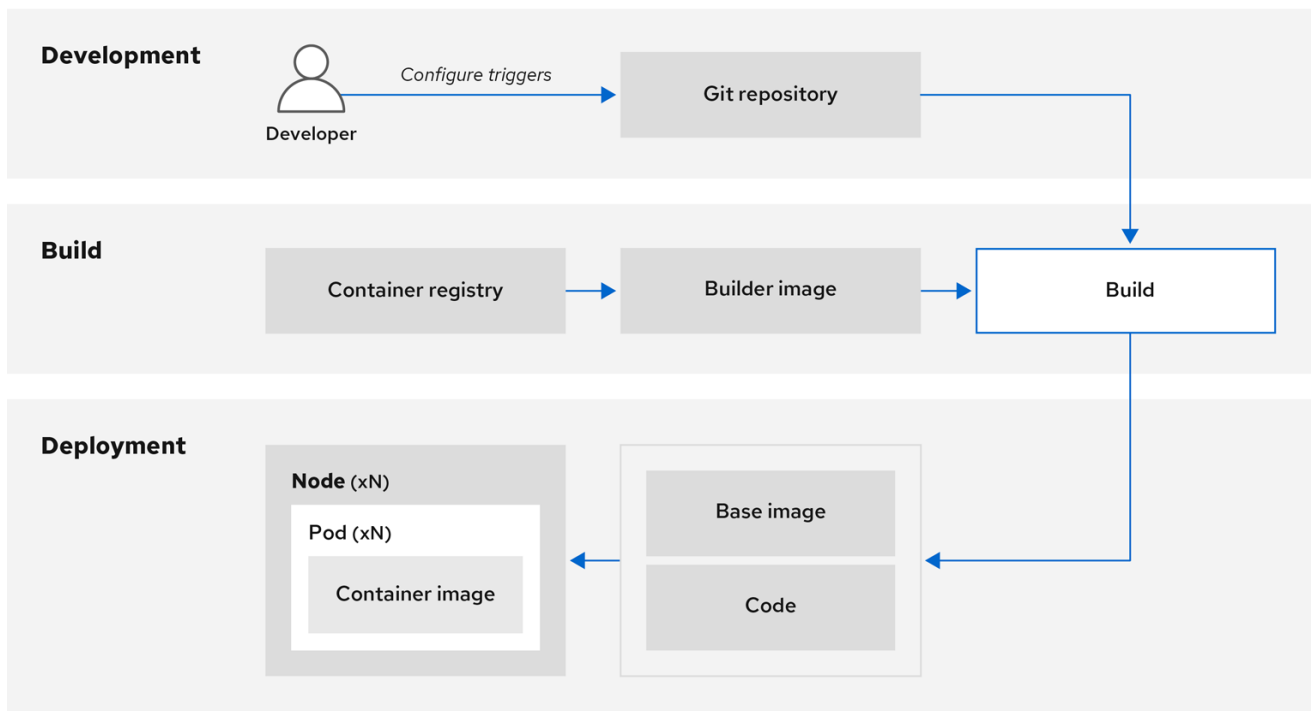 Development
Configure triggers
Developer
Git repository
Build
Container registry
Builder image
Build
Deployment
Node (xN)
Pod (xN)
Container image
Base image
Code